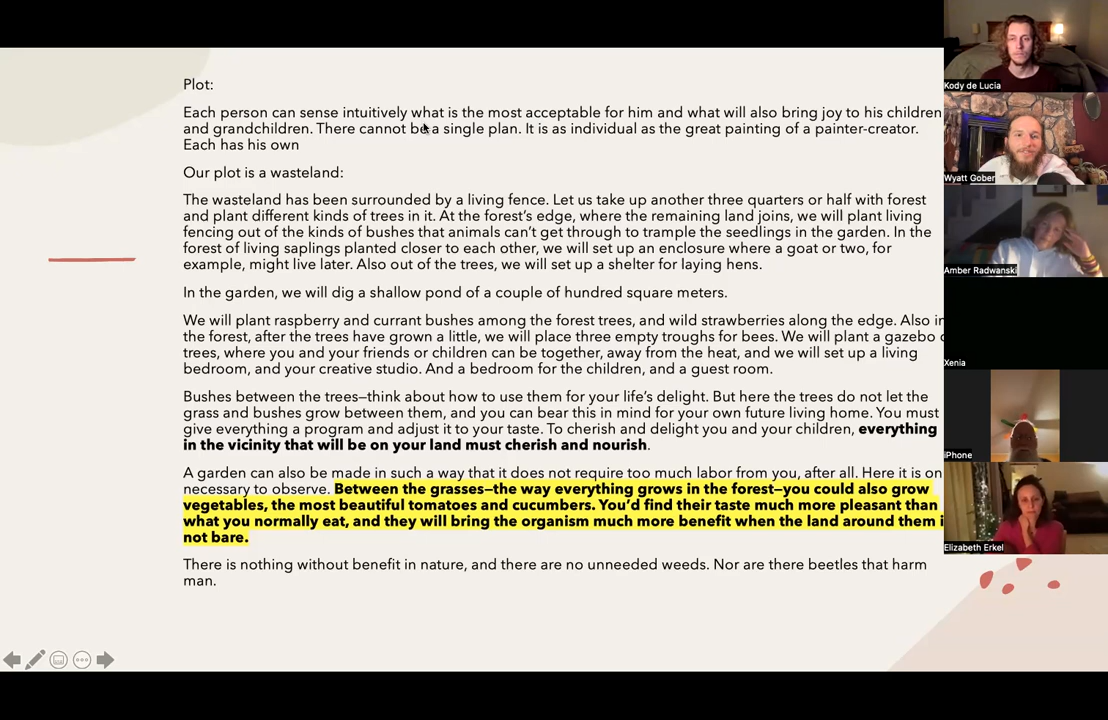 Plot:
Each person can sense intuitively what is the most acceptable for him and what will also bring joy to his children
and grandchildren. There cannot be a single plan. It is as individual as the great painting of a painter-creator.
Each has his own
Our plot is a wasteland:
The wasteland has been surrounded by a living fence. Let us take up another three quarters or half with forest
and plant different kinds of trees in it. At the forest's edge, where the remaining land joins, we will plant living
fencing out of the kinds of bushes that animals can't get through to trample the seedlings in the garden. In the
forest of living saplings planted closer to each other, we will set up an enclosure where a goat or two, for
example, might live later. Also out of the trees, we will set up a shelter for laying hens.
In the garden, we will dig a shallow pond of a couple of hundred square meters.
We will plant raspberry and currant bushes among the forest trees, and wild strawberries along the edge. Also in
the forest, after the trees have grown a little, we will place three empty troughs for bees. We will plant a gazebo
trees, where you and your friends or children can be together, away from the heat, and we will set up a living
bedroom, and your creative studio. And a bedroom for the children, and a guest room.
Bushes between the trees—think about how to use them for your life's delight. But here the trees do not let the
grass and bushes grow between them, and you can bear this in mind for your own future living home. You must
give everything a program and adjust it to your taste. To cherish and delight you and your children, everything
in the vicinity that will be on your land must cherish and nourish.
A garden can also be made in such a way that it does not require too much labor from you, after all. Here it is on
necessary to observe. Between the grasses—the way everything grows in the forest—you could also grow
vegetables, the most beautiful tomatoes and cucumbers. You'd find their taste much more pleasant than
what you normally eat, and they will bring the organism much more benefit when the land around them i
not bare.
There is nothing without benefit in nature, and there are no unneeded weeds. Nor are there beetles that harm
man.
Kody de Lucia
Wyatt Gober
Amber Radwanski
Xenia
iPhone
Elizabeth Erkel